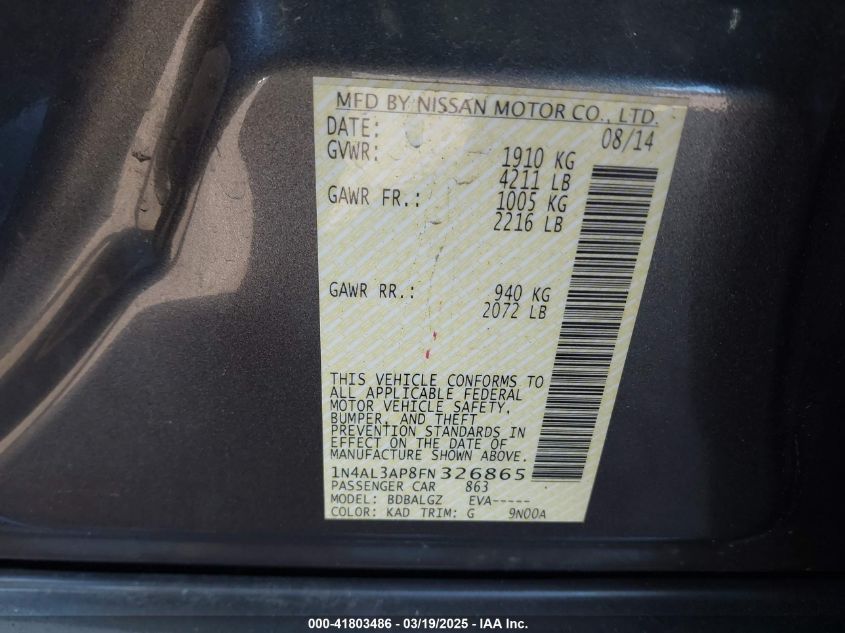 MFD BY NISSAN MOTOR CO., LTD.
DATE: 08/14
GVWR: 1910 KG
4211 LB
GAWR FR.: 1005 KG
2216 LB
GAWR RR.: 940 KG
2072 LB
THIS VEHICLE CONFORMS TO
ALL APPLICABLE FEDERAL
MOTOR VEHICLE SAFETY,
BUMPER, AND THEFT
PREVENTION STANDARDS IN
EFFECT ON THE DATE OF
MANUFACTURE SHOWN ABOVE.
1N4AL3AP8FN326865
PASSENGER CAR 863
MODEL: BDBALGZ EVA-----
COLOR: KAD TRIM: G 9N00A
000-41803486 - 03/19/2025 - IAA Inc.